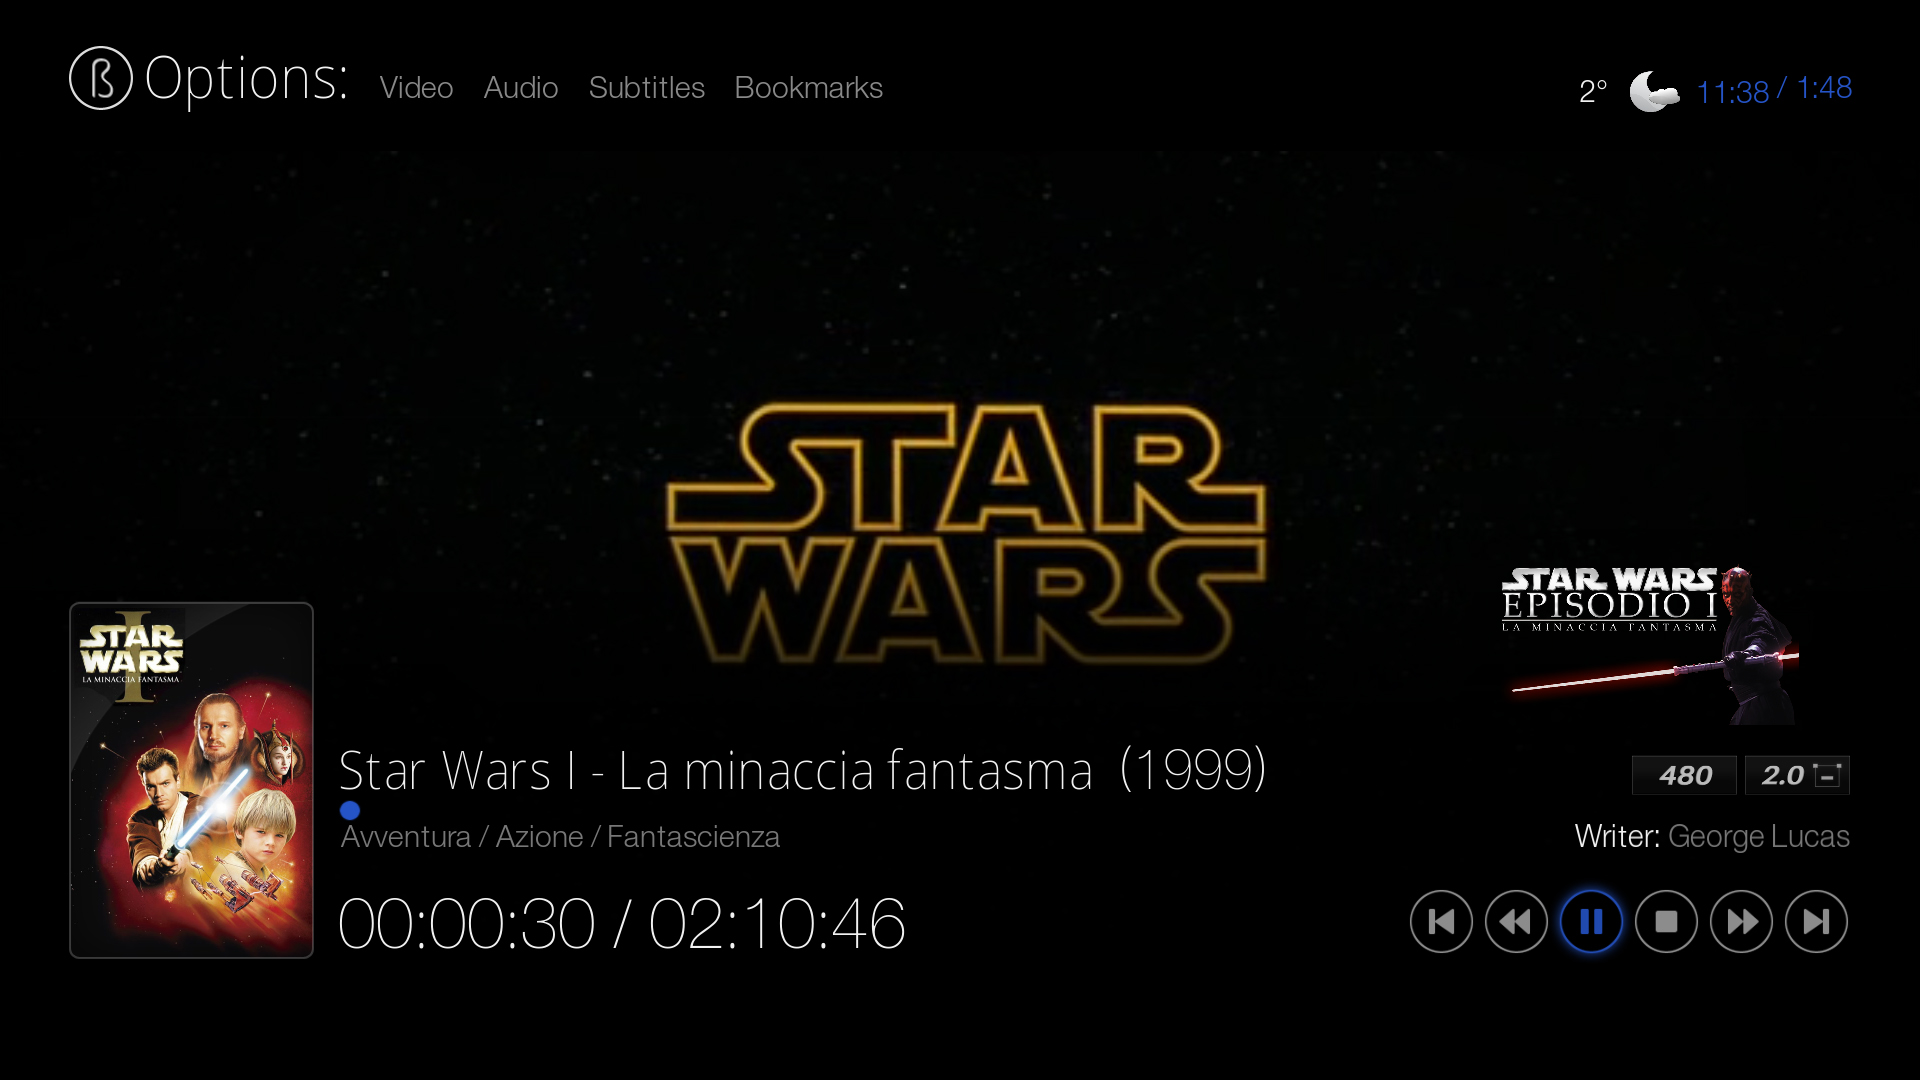 ß Options: Video Audio Subtitles Bookmarks
2° 11:38 / 1:48
STAR
WARS
STAR WARS
EPISODIO I
LA MINACCIA FANTASMA
I
STAR
WARS
LA MINACCIA FANTASMA
Star Wars I - La minaccia fantasma (1999)
480 2.0
Avventura / Azione / Fantascienza
Writer: George Lucas
00:00:30 / 02:10:46